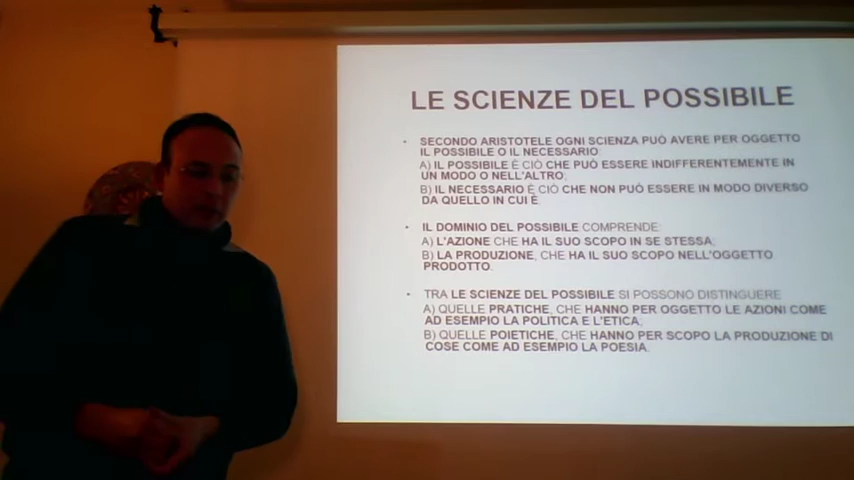 LE SCIENZE DEL POSSIBILE
• SECONDO ARISTOTELE OGNI SCIENZA PUÒ AVERE PER OGGETTO
IL POSSIBILE O IL NECESSARIO
A) IL POSSIBILE È CIÒ CHE PUÒ ESSERE INDIFFERENTEMENTE IN
UN MODO O NELL'ALTRO;
B) IL NECESSARIO È CIÒ CHE NON PUÒ ESSERE IN MODO DIVERSO
DA QUELLO IN CUI È.
• IL DOMINIO DEL POSSIBILE COMPRENDE:
A) L'AZIONE CHE HA IL SUO SCOPO IN SE STESSA;
B) LA PRODUZIONE, CHE HA IL SUO SCOPO NELL'OGGETTO
PRODOTTO.
• TRA LE SCIENZE DEL POSSIBILE SI POSSONO DISTINGUERE
A) QUELLE PRATICHE, CHE HANNO PER OGGETTO LE AZIONI COME
AD ESEMPIO LA POLITICA E L'ETICA;
B) QUELLE POIETICHE, CHE HANNO PER SCOPO LA PRODUZIONE DI
COSE COME AD ESEMPIO LA POESIA.